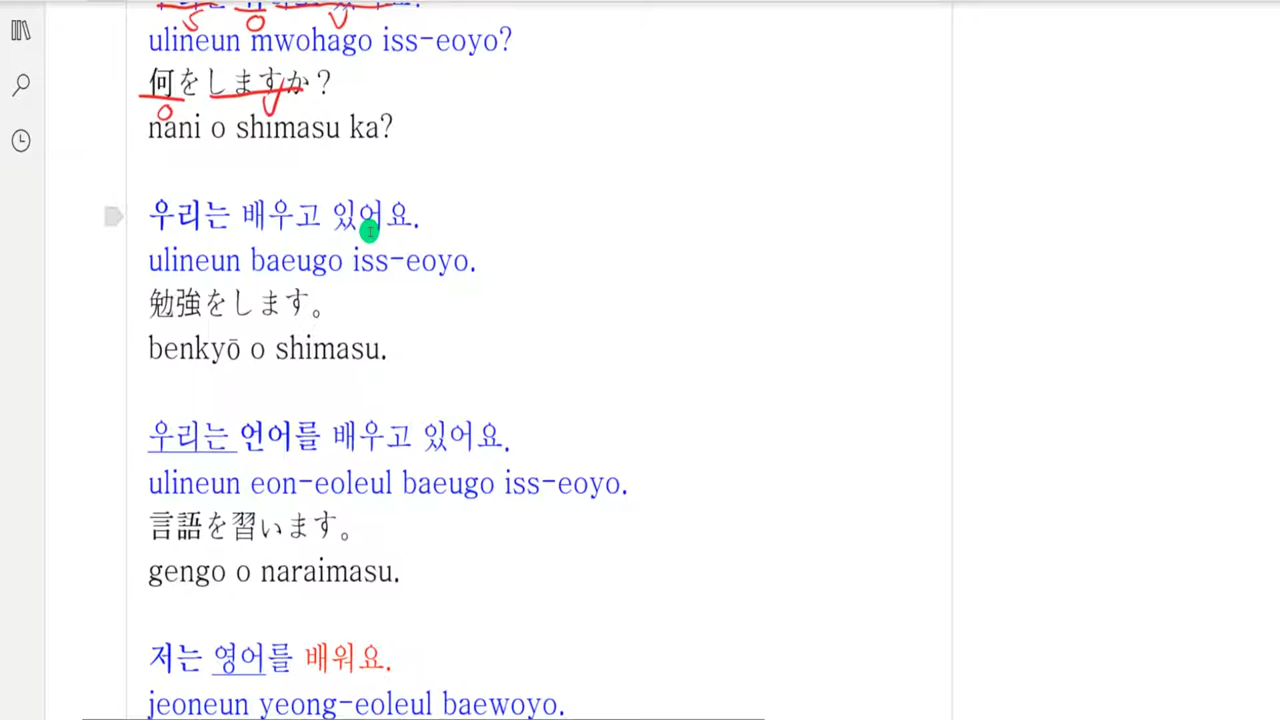 S O V
ulineun mwohago iss-eoyo?
何をしますか？
O V
nani o shimasu ka?
우리는 배우고 있어요.
ulineun baeugo iss-eoyo.
勉強をします。
benkyō o shimasu.
우리는 언어를 배우고 있어요.
ulineun eon-eoleul baeugo iss-eoyo.
言語を習います。
gengo o naraimasu.
저는 영어를 배워요.
jeoneun yeong-eoleul baewoyo.